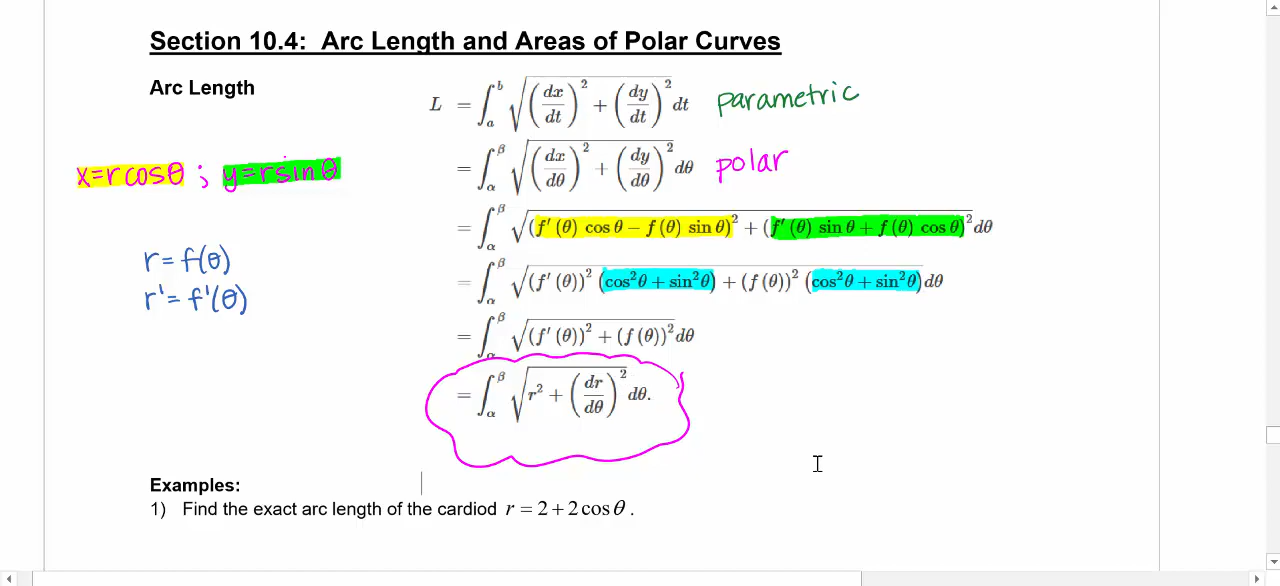 Section 10.4:  Arc Length and Areas of Polar Curves
Arc Length
L = ∫_a^b √((dx/dt)² + (dy/dt)²) dt parametric
= ∫_α^β √((dx/dθ)² + (dy/dθ)²) dθ polar
x=rcosθ ; y=rsinθ
= ∫_α^β √((f′(θ) cos θ − f(θ) sin θ)² + (f′(θ) sin θ + f(θ) cos θ)²) dθ
r = f(θ)
= ∫_α^β √((f′(θ))² (cos²θ + sin²θ) + (f(θ))² (cos²θ + sin²θ)) dθ
r' = f'(θ)
= ∫_α^β √((f′(θ))² + (f(θ))²) dθ
= ∫_α^β √(r² + (dr/dθ)²) dθ.
Examples:
1) Find the exact arc length of the cardiod r = 2 + 2cosθ .